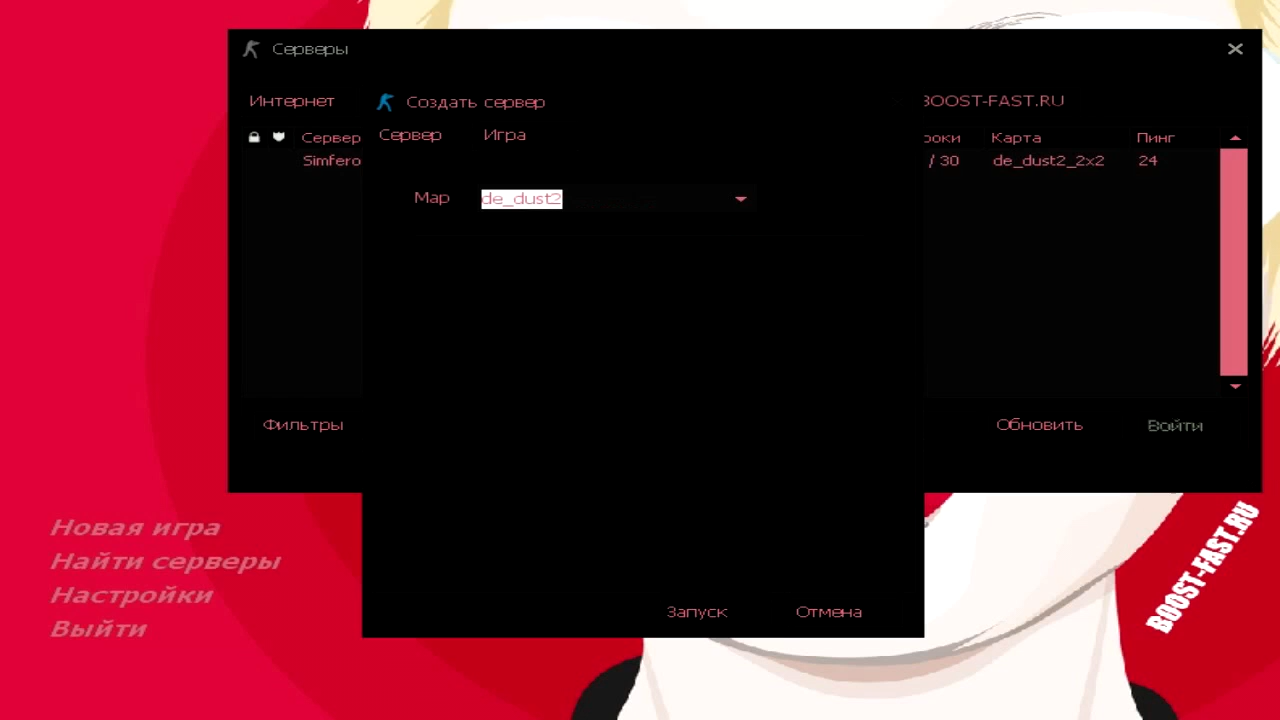 Серверы
Интернет
BOOST-FAST.RU
Создать сервер
Сервер Игра
Сервер
Карта Пинг
Simfero
/ 30 de_dust2_2x2 24
Map de_dust2
Фильтры
Обновить Войти
Новая игра
Найти серверы
Настройки
Выйти
Запуск Отмена
BOOST-FAST.RU